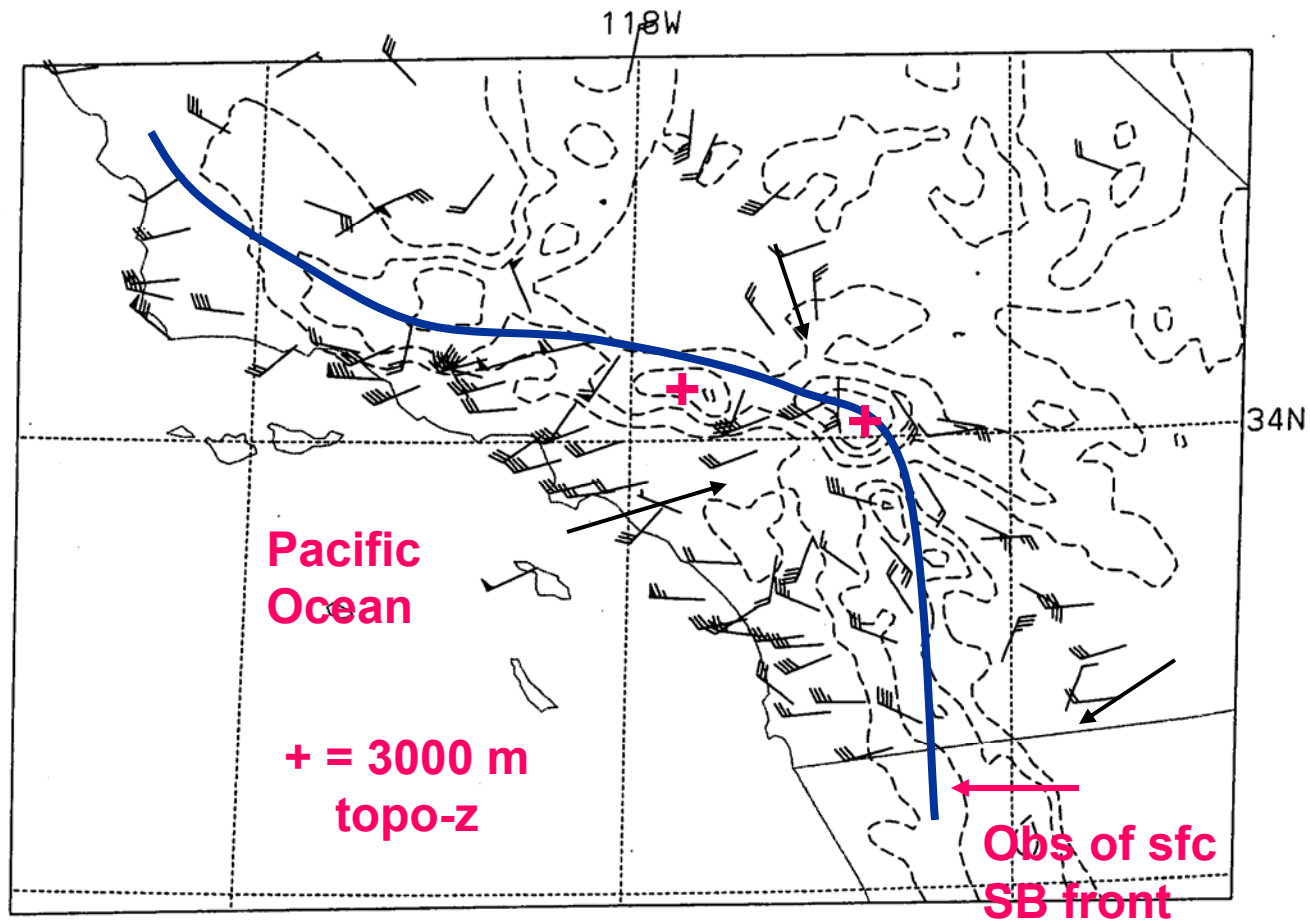 118W
34N
Pacific
Ocean
+ = 3000 m
topo-z
Obs of sfc
SB front